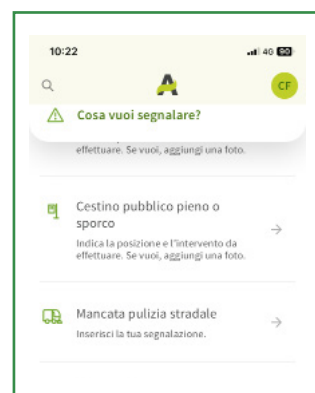 10:22
4G 90
CF
Cosa vuoi segnalare?
effettuare. Se vuoi, aggiungi una foto.
Cestino pubblico pieno o
sporco
Indica la posizione e l'intervento da
effettuare. Se vuoi, aggiungi una foto.
Mancata pulizia stradale
Inserisci la tua segnalazione.